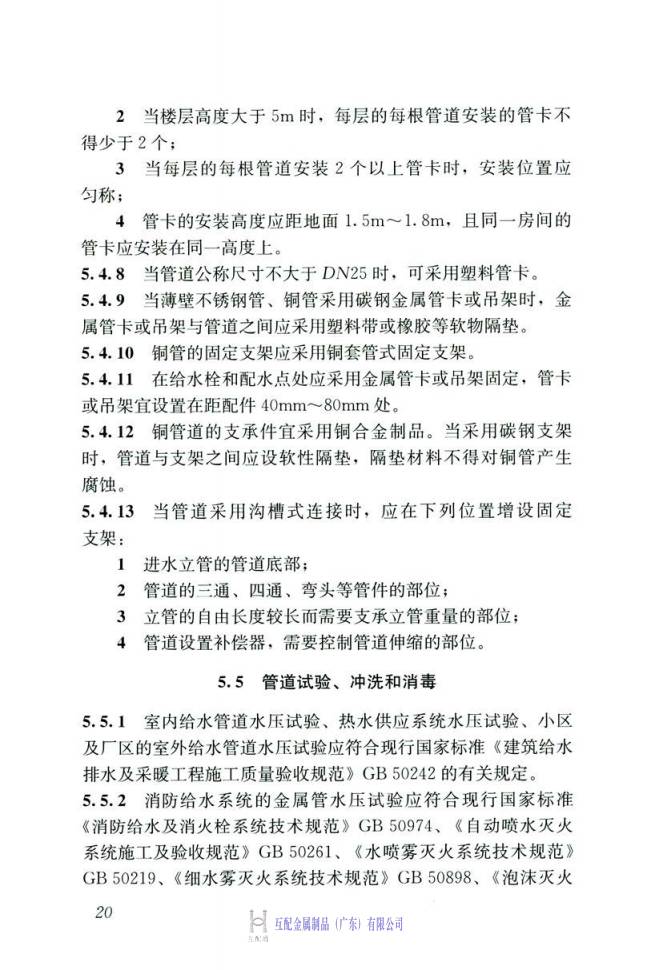 2 当楼层高度大于 5m 时，每层的每根管道安装的管卡不
得少于 2 个；
3 当每层的每根管道安装 2 个以上管卡时，安装位置应
匀称；
4 管卡的安装高度应距地面 1.5m～1.8m，且同一房间的
管卡应安装在同一高度上。
5.4.8 当管道公称尺寸不大于 DN25 时，可采用塑料管卡。
5.4.9 当薄壁不锈钢管、铜管采用碳钢金属管卡或吊架时，金
属管卡或吊架与管道之间应采用塑料带或橡胶等软物隔垫。
5.4.10 铜管的固定支架应采用铜套管式固定支架。
5.4.11 在给水栓和配水点处应采用金属管卡或吊架固定，管卡
或吊架宜设置在距配件 40mm～80mm 处。
5.4.12 铜管道的支承件宜采用铜合金制品。当采用碳钢支架
时，管道与支架之间应设软性隔垫，隔垫材料不得对铜管产生
腐蚀。
5.4.13 当管道采用沟槽式连接时，应在下列位置增设固定
支架：
1 进水立管的管道底部；
2 管道的三通、四通、弯头等管件的部位；
3 立管的自由长度较长而需要支承立管重量的部位；
4 管道设置补偿器，需要控制管道伸缩的部位。
5.5 管道试验、冲洗和消毒
5.5.1 室内给水管道水压试验、热水供应系统水压试验、小区
及厂区的室外给水管道水压试验应符合现行国家标准《建筑给水
排水及采暖工程施工质量验收规范》GB 50242 的有关规定。
5.5.2 消防给水系统的金属管水压试验应符合现行国家标准
《消防给水及消火栓系统技术规范》GB 50974、《自动喷水灭火
系统施工及验收规范》GB 50261、《水喷雾灭火系统技术规范》
GB 50219、《细水雾灭火系统技术规范》GB 50898、《泡沫灭火
20
互配金属制品（广东）有限公司